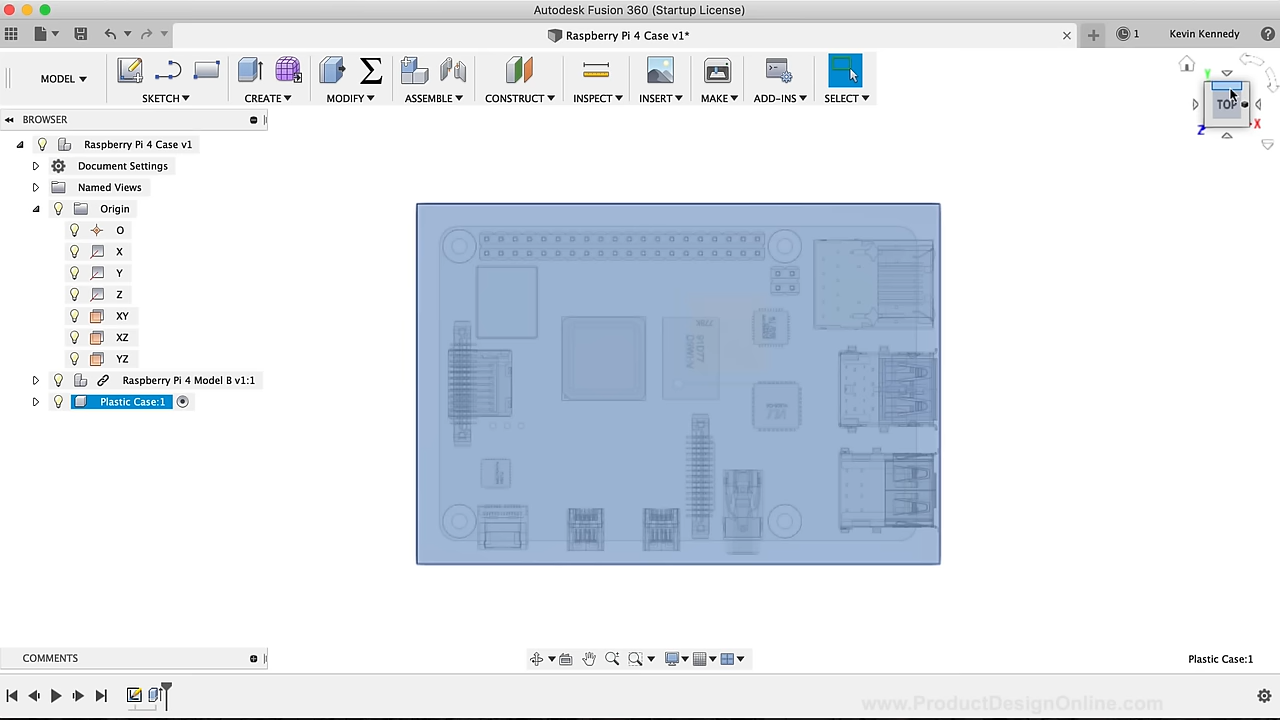 Autodesk Fusion 360 (Startup License)
Raspberry Pi 4 Case v1*
1
Kevin Kennedy
MODEL
SKETCH
CREATE
MODIFY
ASSEMBLE
CONSTRUCT
INSPECT
INSERT
MAKE
ADD-INS
SELECT
Y
TOP
Z
X
BROWSER
Raspberry Pi 4 Case v1
Document Settings
Named Views
Origin
O
X
Y
Z
XY
XZ
YZ
Raspberry Pi 4 Model B v1:1
Plastic Case:1
COMMENTS
Plastic Case:1
www.ProductDesignOnline.com